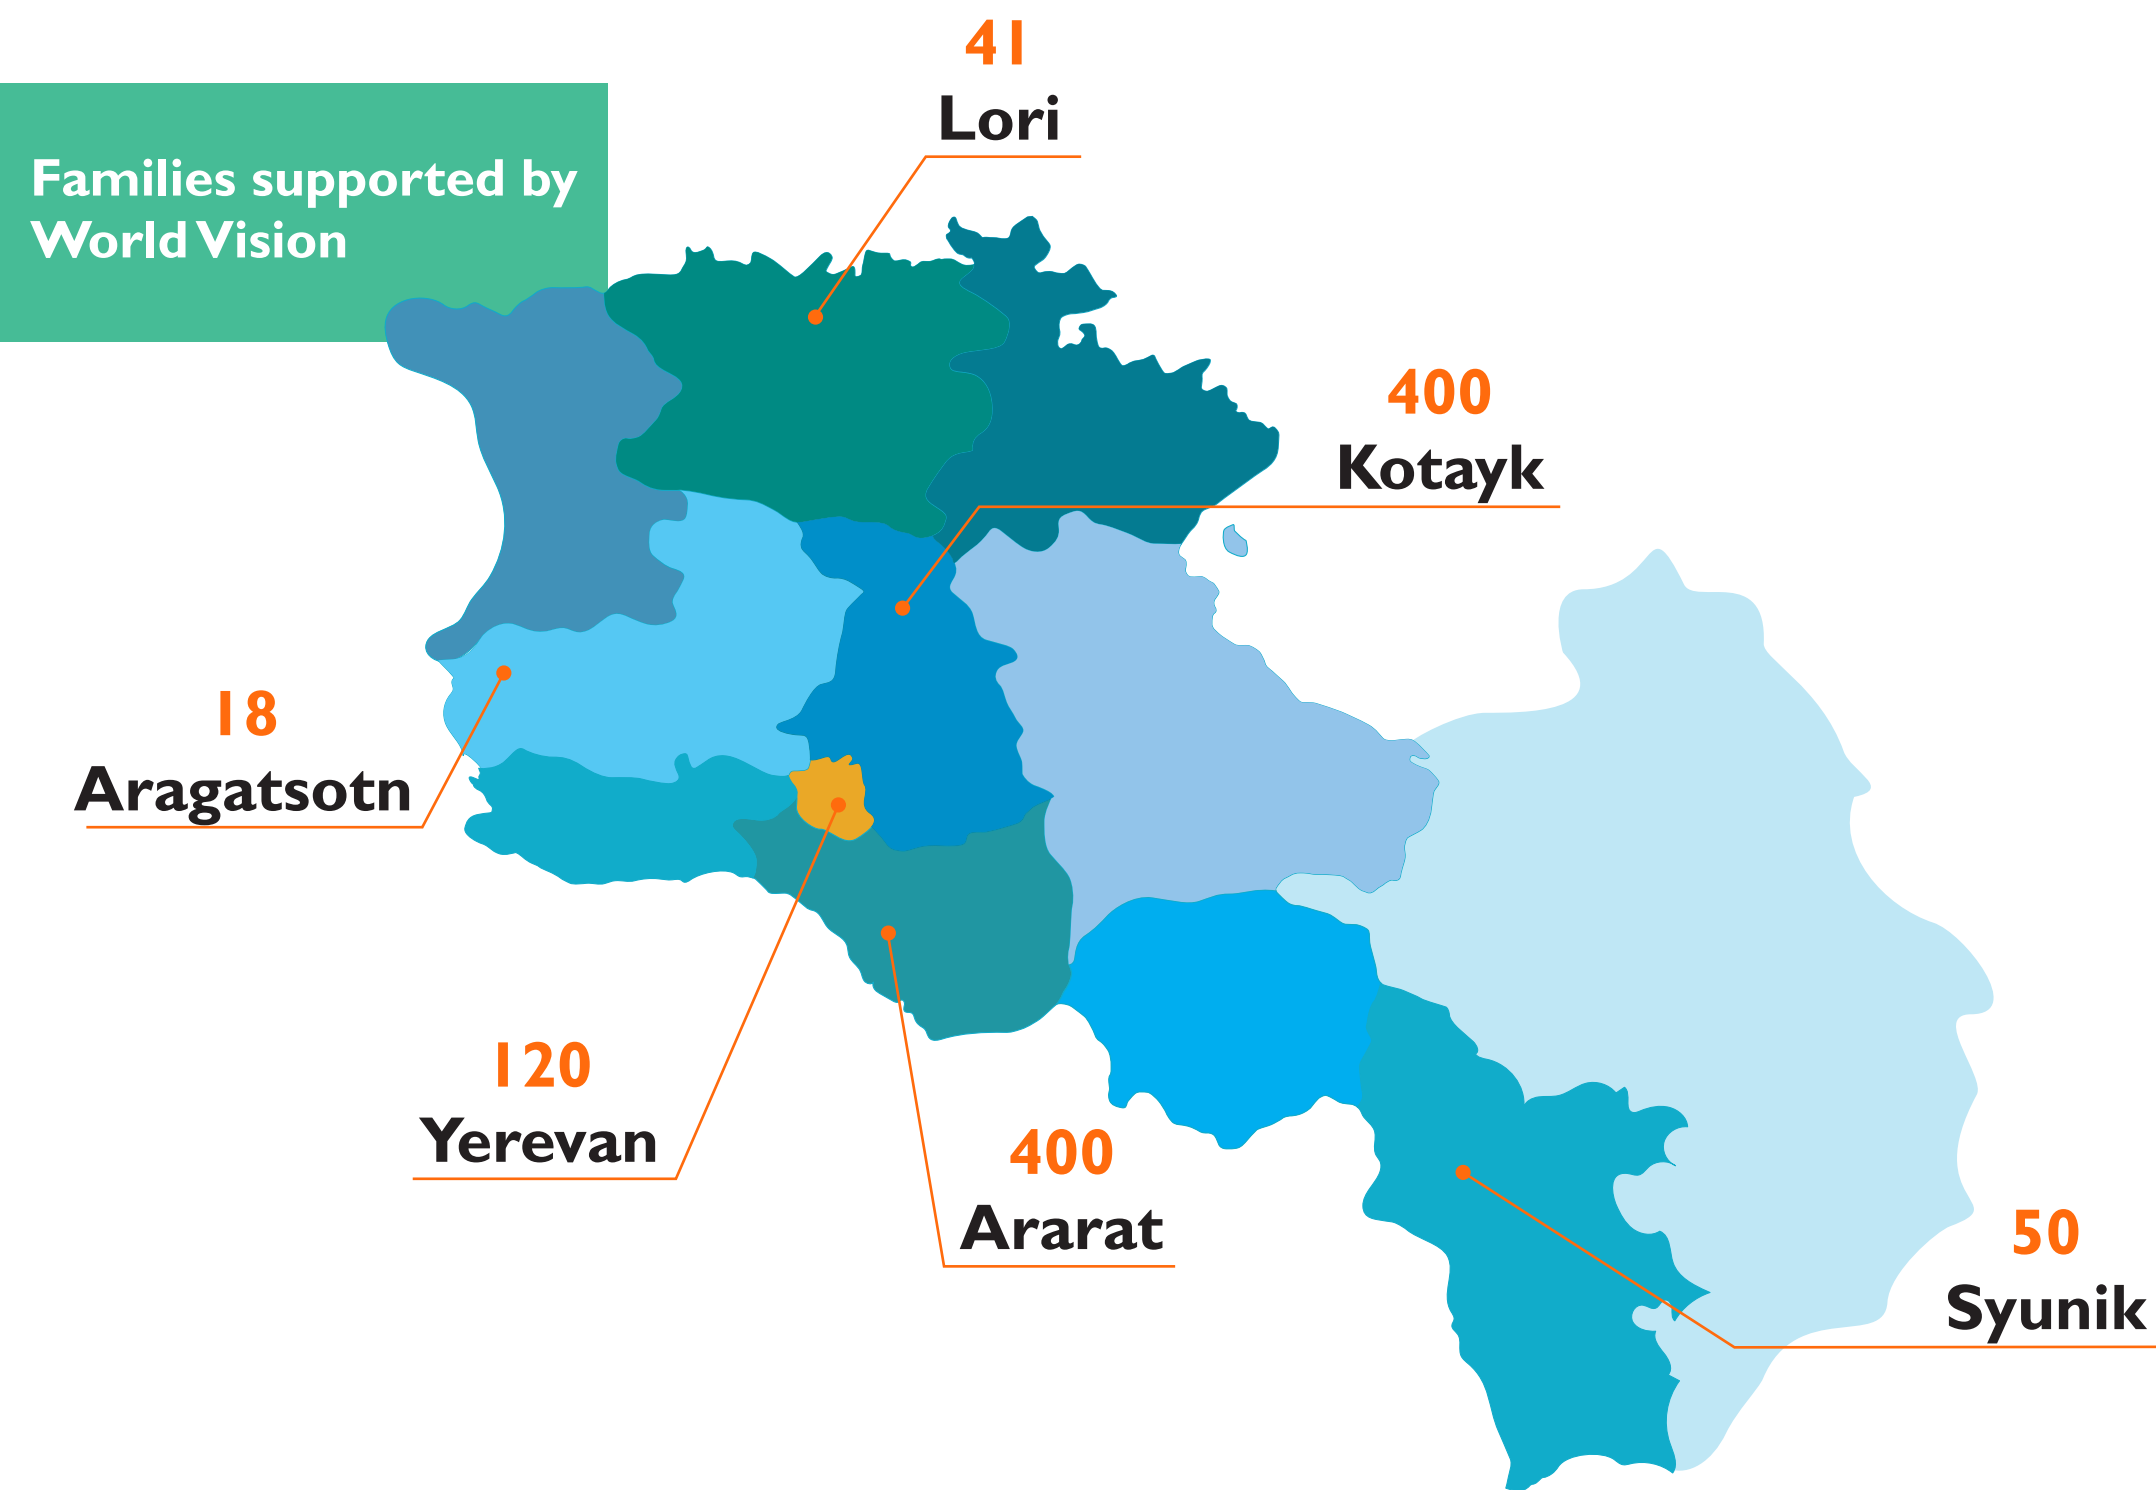 Families supported by
World Vision
41
Lori
400
Kotayk
18
Aragatsotn
120
Yerevan
400
Ararat
50
Syunik